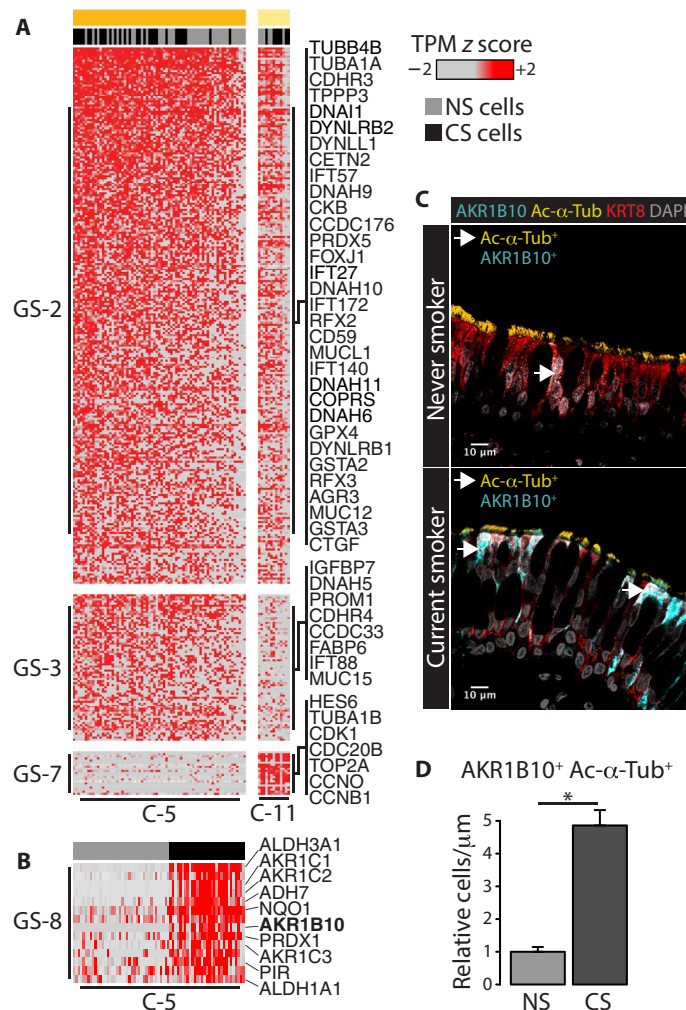 A
TPM z score
−2 +2
NS cells
CS cells
GS-2
GS-3
GS-7
TUBB4B
TUBA1A
CDHR3
TPPP3
DNAI1
DYNLRB2
DYNLL1
CETN2
IFT57
DNAH9
CKB
CCDC176
PRDX5
FOXJ1
IFT27
DNAH10
IFT172
RFX2
CD59
MUCL1
IFT140
DNAH11
COPRS
DNAH6
GPX4
DYNLRB1
GSTA2
RFX3
AGR3
MUC12
GSTA3
CTGF
IGFBP7
DNAH5
PROM1
CDHR4
CCDC33
FABP6
IFT88
MUC15
HES6
TUBA1B
CDK1
CDC20B
TOP2A
CCNO
CCNB1
C-5 C-11
B
GS-8
ALDH3A1
AKR1C1
AKR1C2
ADH7
NQO1
AKR1B10
PRDX1
AKR1C3
PIR
ALDH1A1
C-5
C
AKR1B10 Ac-α-Tub KRT8 DAPI
Never smoker
Ac-α-Tub+
AKR1B10+
10 µm
Current smoker
Ac-α-Tub+
AKR1B10+
10 µm
D
AKR1B10+ Ac-α-Tub+
*
Relative cells/µm
5
4
3
2
1
0
NS CS